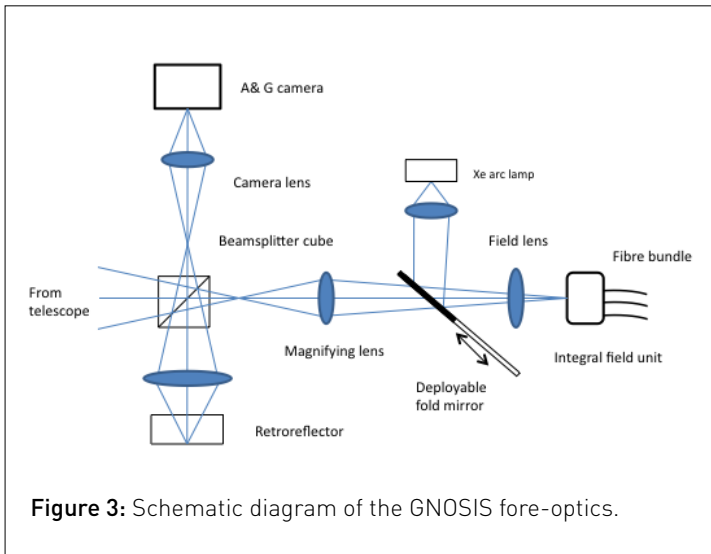 A& G camera
Xe arc lamp
Camera lens
Beamsplitter cube
Field lens
Fibre bundle
From
telescope
Magnifying lens
Integral field unit
Deployable
fold mirror
Retroreflector
Figure 3: Schematic diagram of the GNOSIS fore-optics.